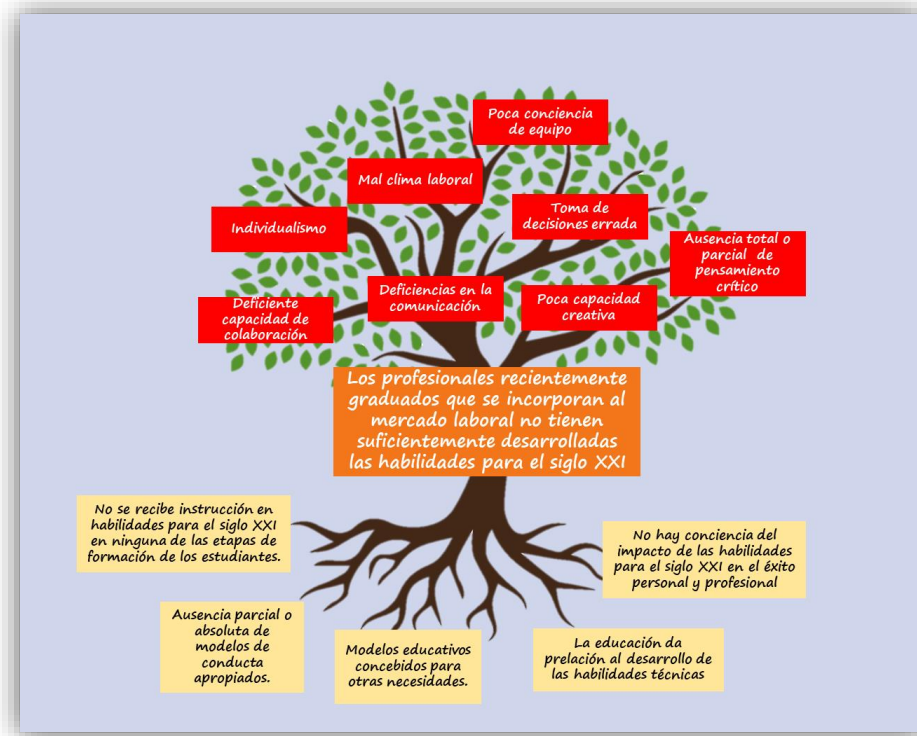 Poca conciencia
de equipo
Mal clima laboral
Individualismo
Toma de
decisiones errada
Ausencia total o
parcial de
pensamiento
crítico
Deficiente
capacidad de
colaboración
Deficiencias en la
comunicación
Poca capacidad
creativa
Los profesionales recientemente
graduados que se incorporan al
mercado laboral no tienen
suficientemente desarrolladas
las habilidades para el siglo XXI
No se recibe instrucción en
habilidades para el siglo XXI
en ninguna de las etapas de
formación de los estudiantes.
No hay conciencia del
impacto de las habilidades
para el siglo XXI en el éxito
personal y profesional
Ausencia parcial o
absoluta de
modelos de
conducta
apropiados.
Modelos educativos
concebidos para
otras necesidades.
La educación da
prelación al desarrollo de
las habilidades técnicas